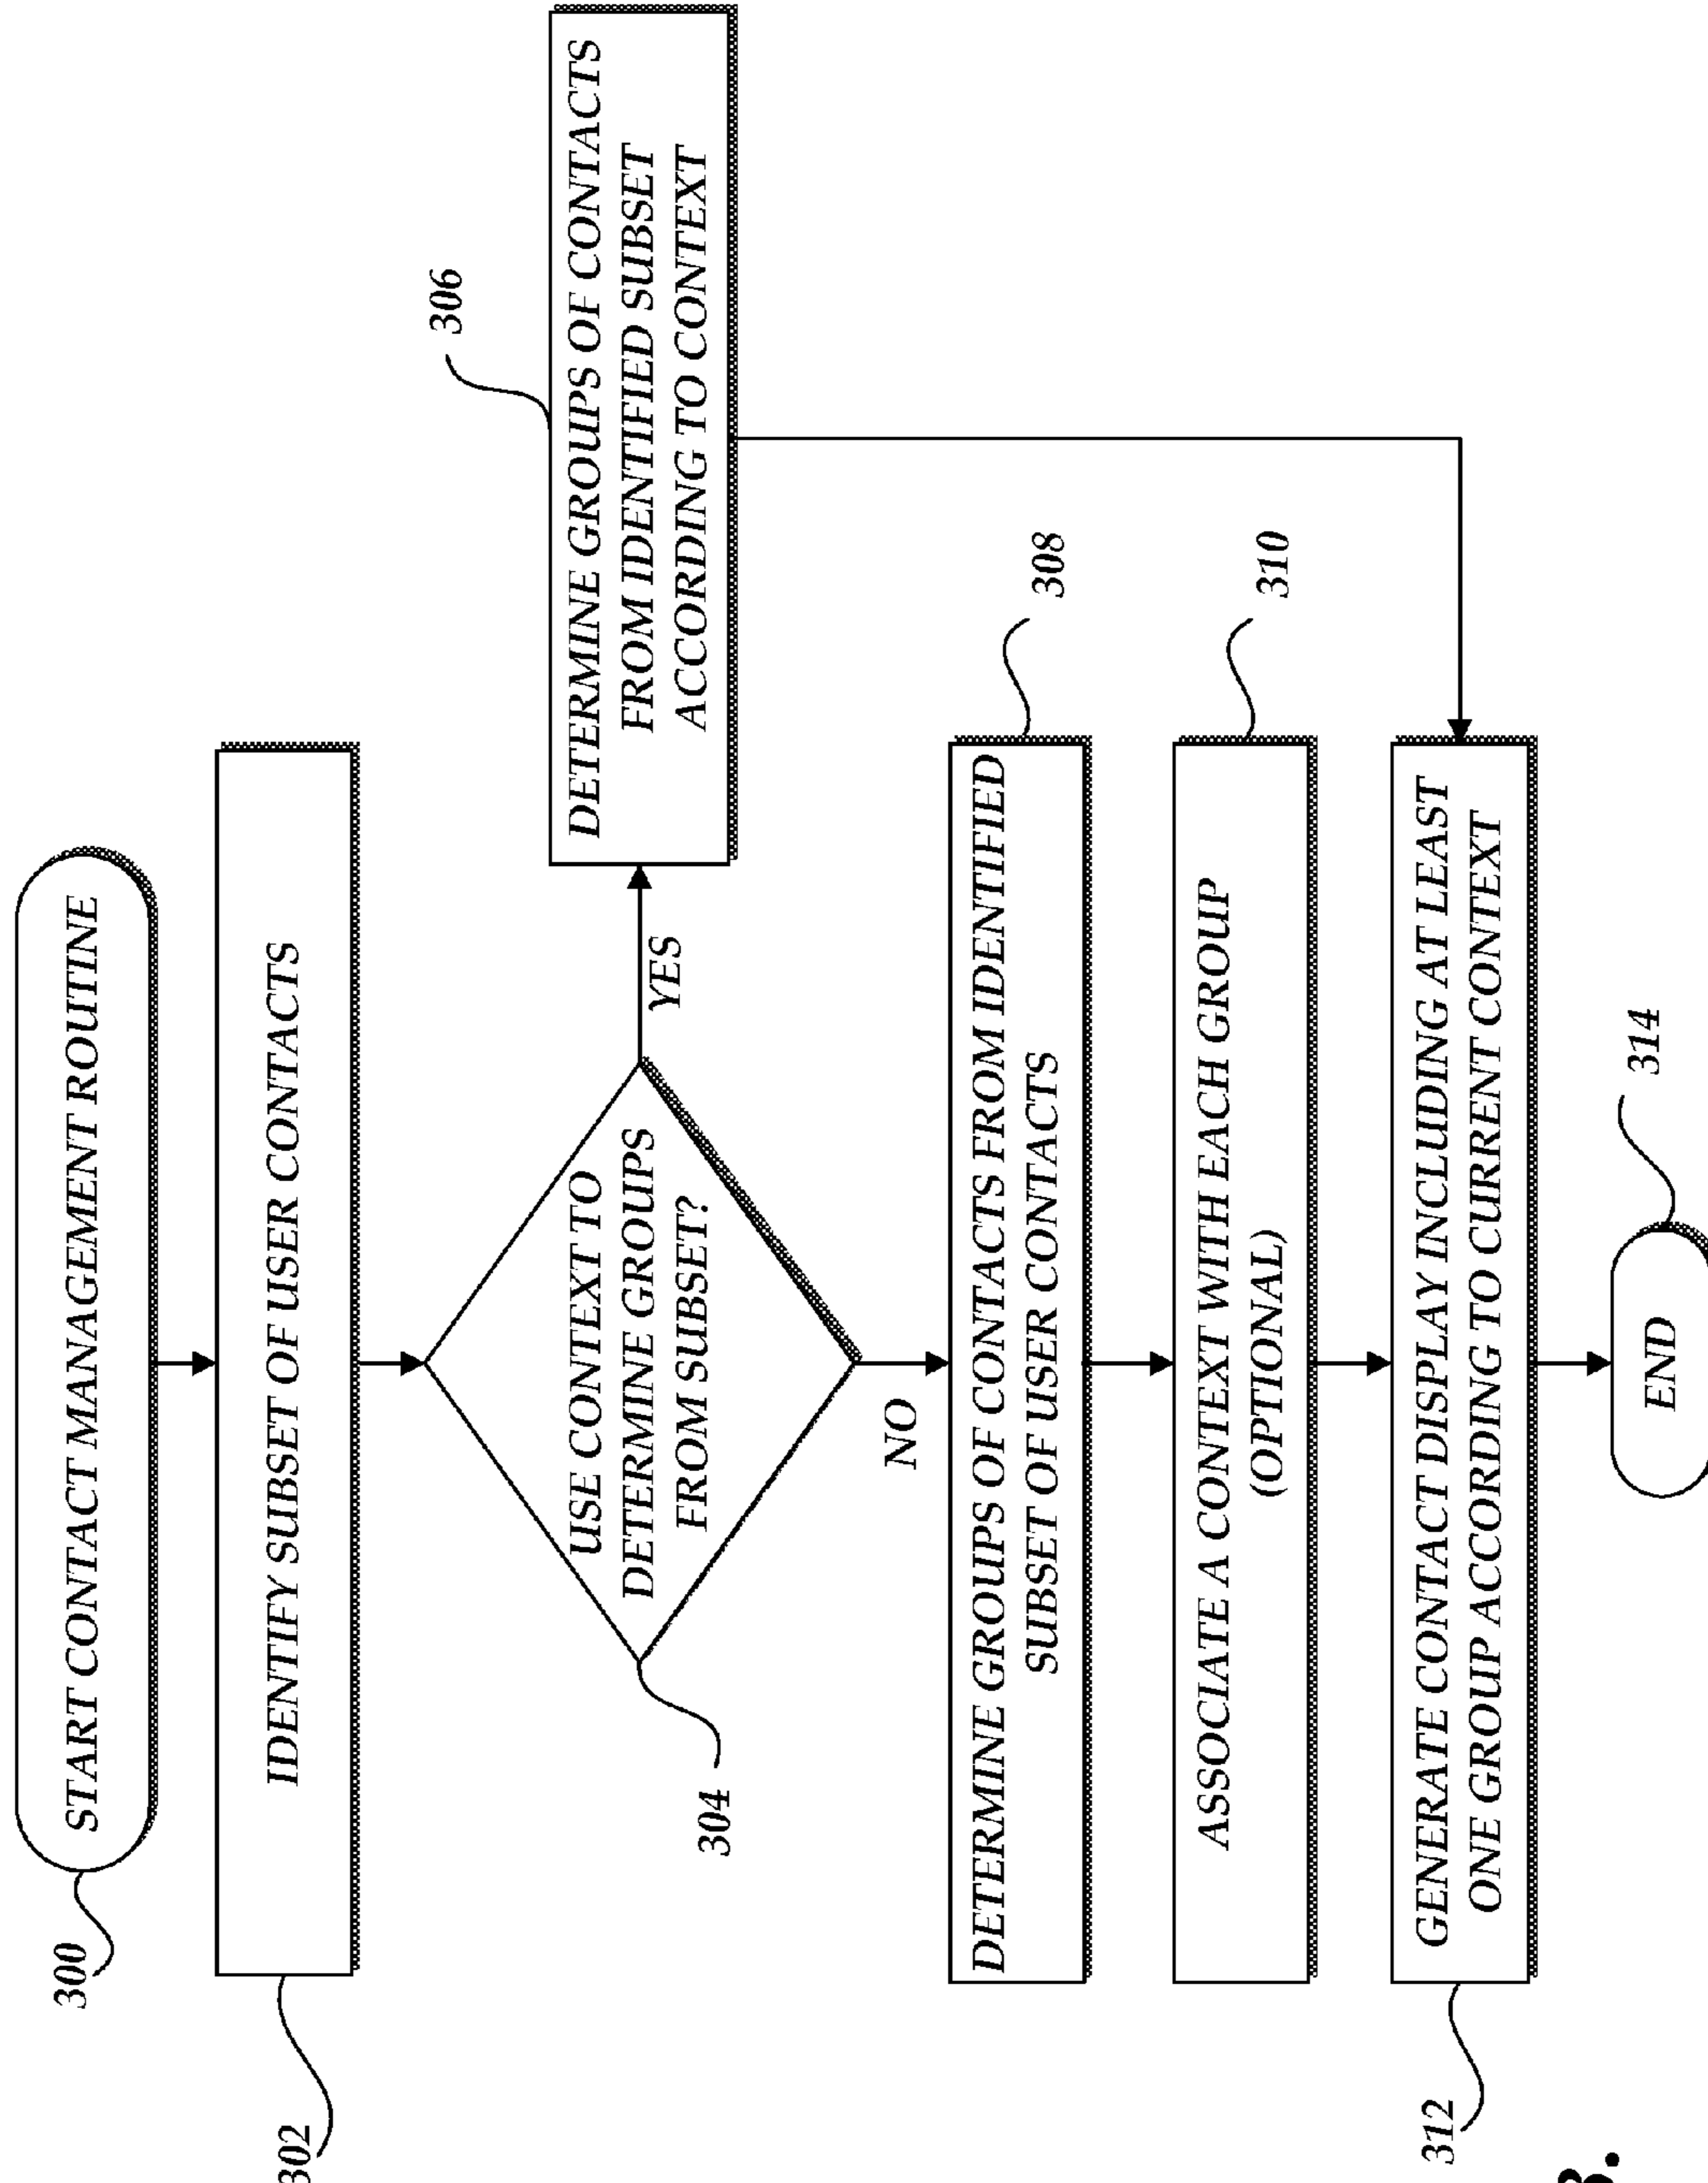 300
START CONTACT MANAGEMENT ROUTINE
302
IDENTIFY SUBSET OF USER CONTACTS
304
USE CONTEXT TO
DETERMINE GROUPS
FROM SUBSET?
YES
306
DETERMINE GROUPS OF CONTACTS
FROM IDENTIFIED SUBSET
ACCORDING TO CONTEXT
NO
308
DETERMINE GROUPS OF CONTACTS FROM IDENTIFIED
SUBSET OF USER CONTACTS
310
ASSOCIATE A CONTEXT WITH EACH GROUP
(OPTIONAL)
312
GENERATE CONTACT DISPLAY INCLUDING AT LEAST
ONE GROUP ACCORDING TO CURRENT CONTEXT
314
END
3.